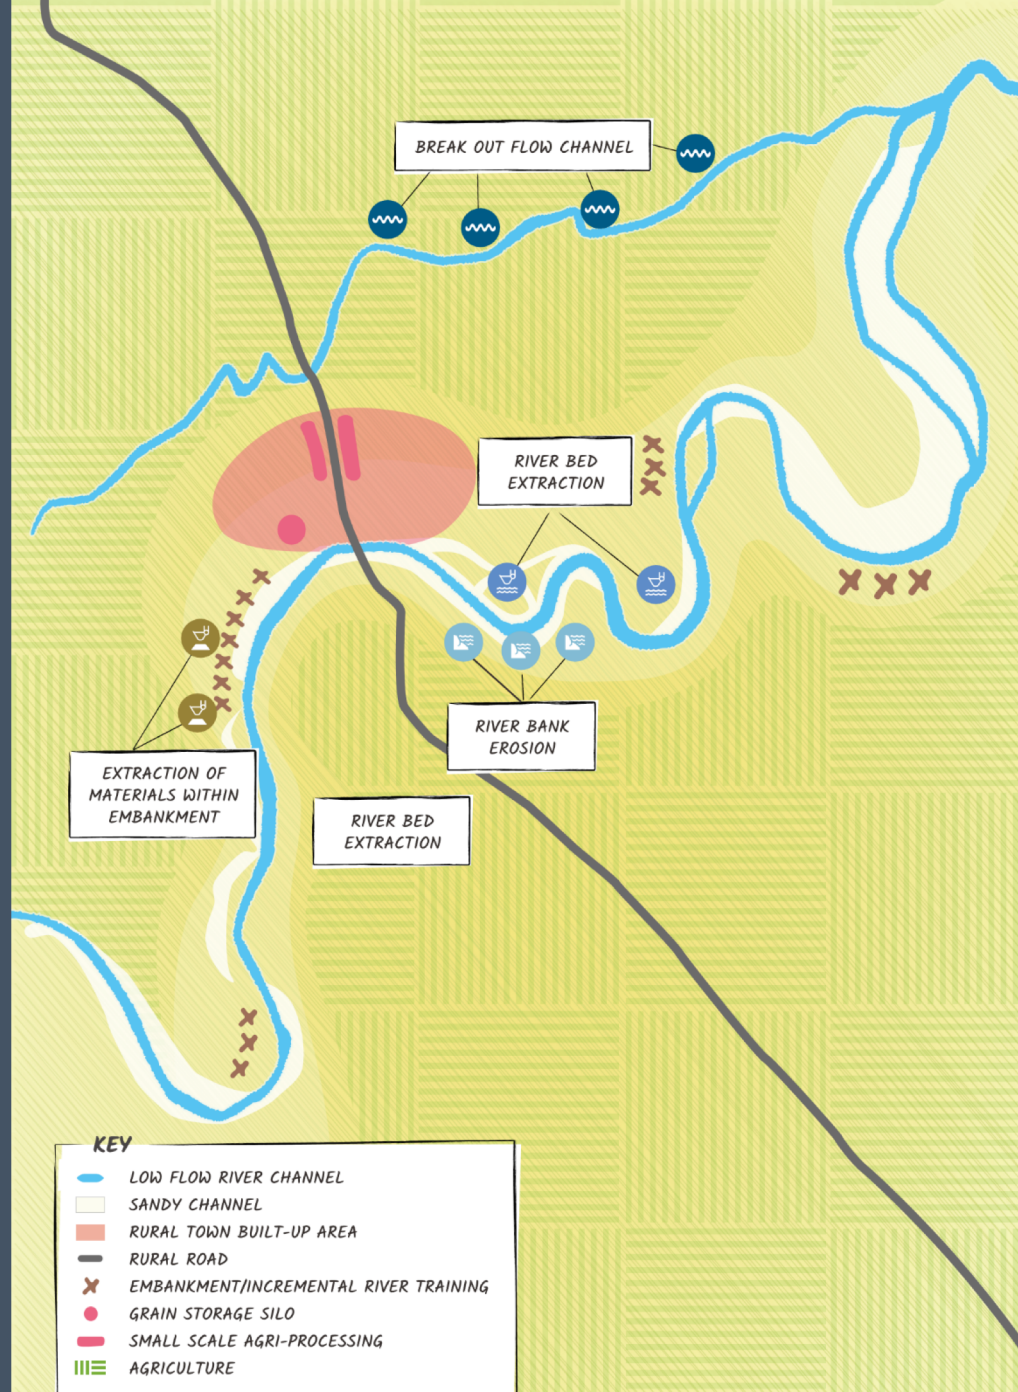 BREAK OUT FLOW CHANNEL
RIVER BED
EXTRACTION
RIVER BANK
EROSION
EXTRACTION OF
MATERIALS WITHIN
EMBANKMENT
RIVER BED
EXTRACTION
KEY
LOW FLOW RIVER CHANNEL
SANDY CHANNEL
RURAL TOWN BUILT-UP AREA
RURAL ROAD
EMBANKMENT/INCREMENTAL RIVER TRAINING
GRAIN STORAGE SILO
SMALL SCALE AGRI-PROCESSING
AGRICULTURE